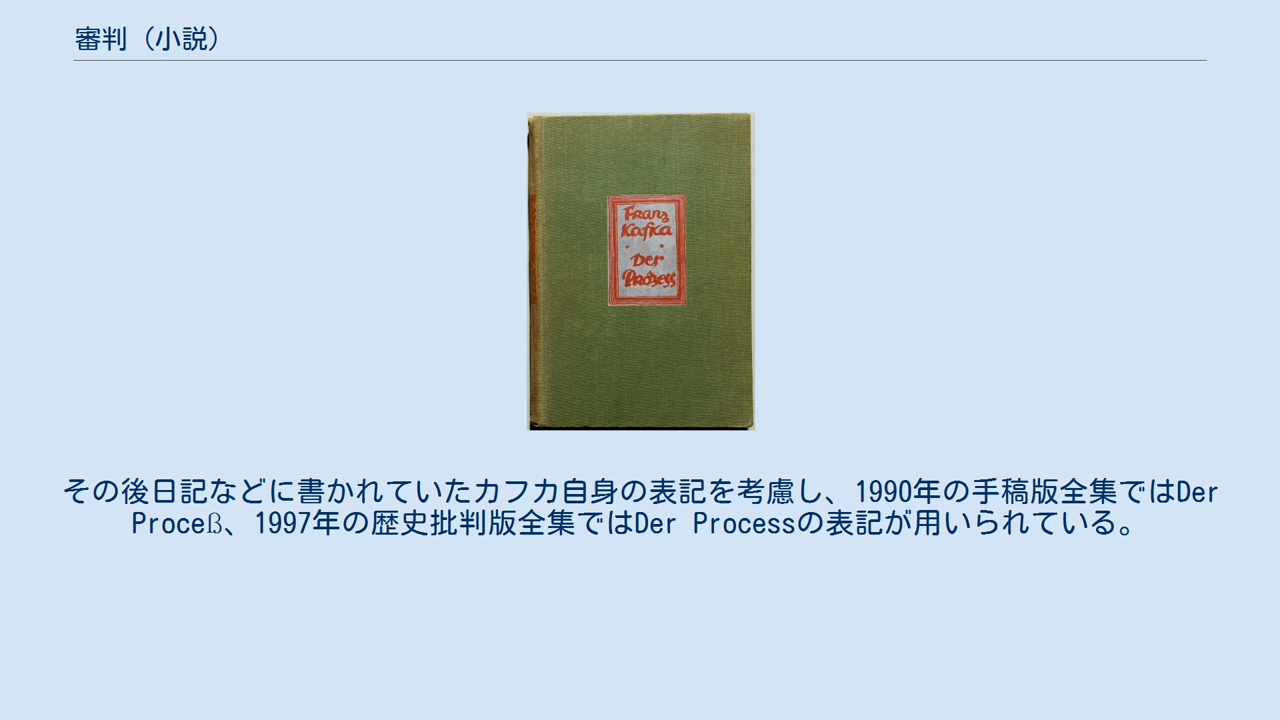 審判（小説）
Franz
Kafka
Der
Prozess
その後日記などに書かれていたカフカ自身の表記を考慮し、1990年の手稿版全集ではDer
Proceß、1997年の歴史批判版全集ではDer Processの表記が用いられている。